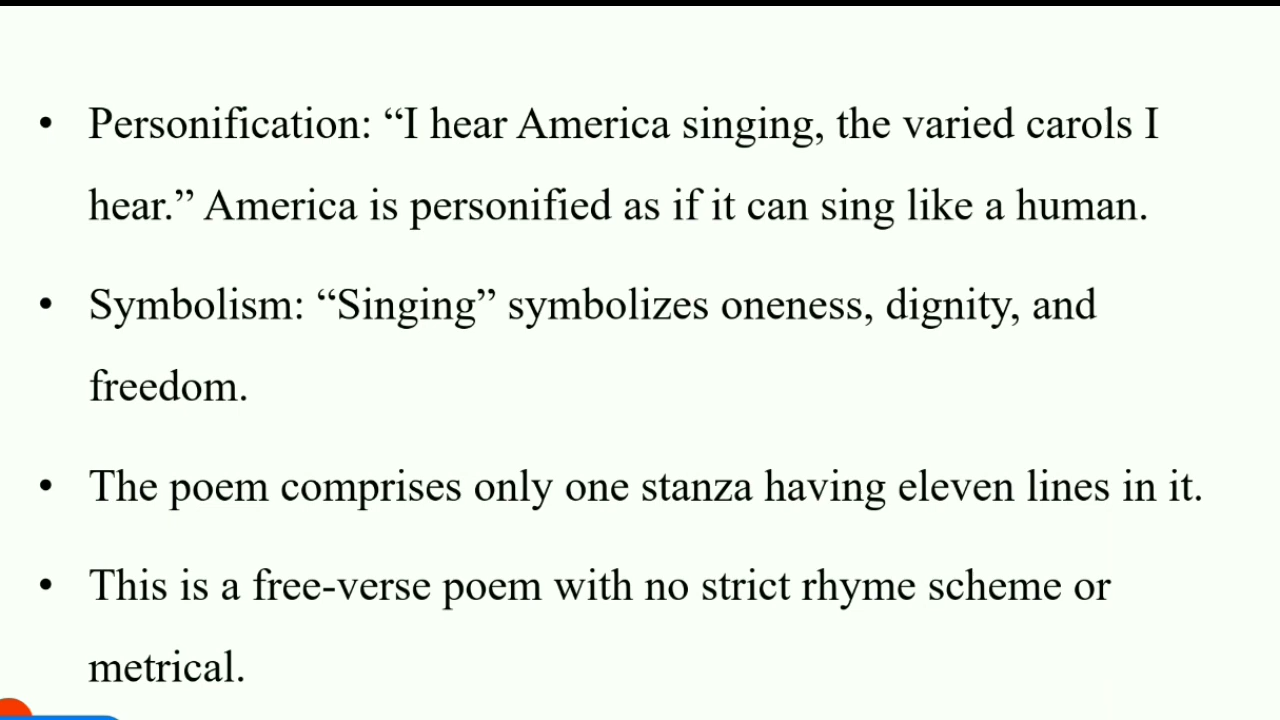 • Personification: “I hear America singing, the varied carols I
hear.” America is personified as if it can sing like a human.
• Symbolism: “Singing” symbolizes oneness, dignity, and
freedom.
• The poem comprises only one stanza having eleven lines in it.
• This is a free-verse poem with no strict rhyme scheme or
metrical.